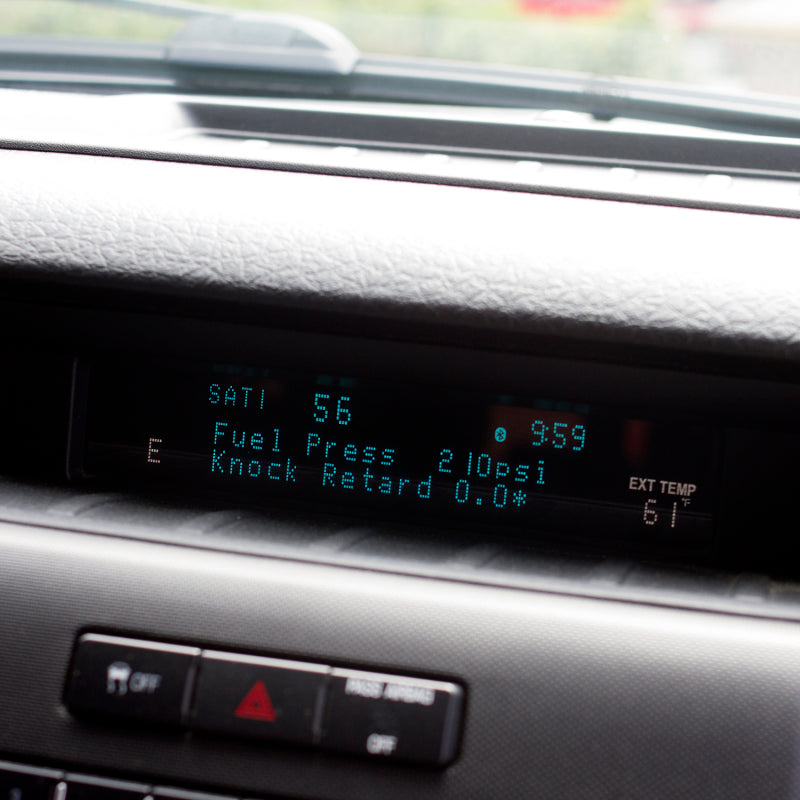 SAT1 56 9:59
Fuel Press 210psi
E
Knock Retard 0.0*
EXT TEMP
61°F
OFF
PASS AIRBAG
OFF